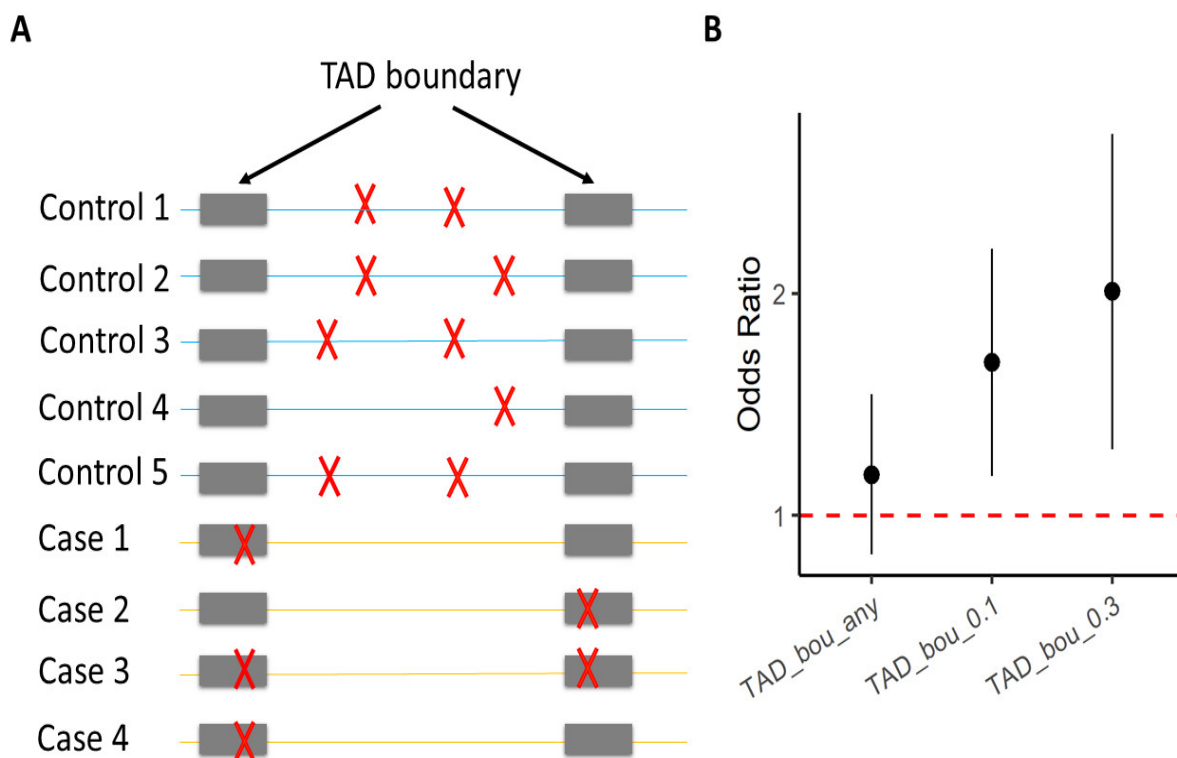 A
TAD boundary
Control 1
Control 2
Control 3
Control 4
Control 5
Case 1
Case 2
Case 3
Case 4
B
Odds Ratio
2
1
TAD_bou_any
TAD_bou_0.1
TAD_bou_0.3